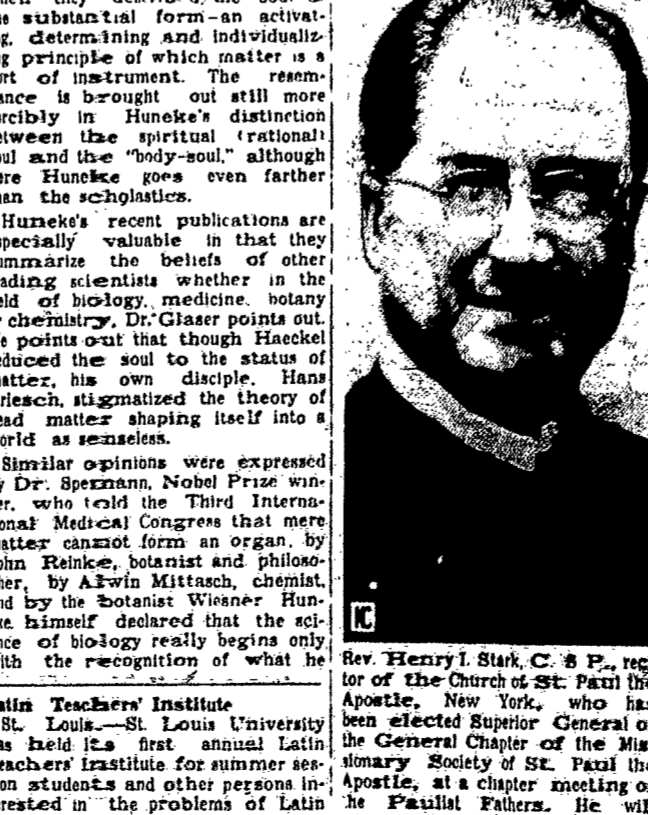 substantial form-an activat-
g, determining and individualiz-
g principle of which matter is a
rt of instrument. The resem-
ance is brought out still more
rcibly in Huneke's distinction
etween the spiritual (rational)
ul and the "body-soul," although
ere Huneke goes even farther
an the scholastics.
Huneke's recent publications are
specially valuable in that they
ummarize the beliefs of other
ading scientists whether in the
eld of biology, medicine, botany
chemistry, Dr. Glaser points out.
e points out that though Haeckel
educed the soul to the status of
atter, his own disciple, Hans
riesch, stigmatized the theory of
ead matter shaping itself into a
orld as senseless.
Similar opinions were expressed
y Dr. Spemann, Nobel Prize win-
er, who told the Third Interna-
onal Medical Congress that mere
atter cannot form an organ, by
ohn Reinke, botanist and philoso-
her, by Alwin Mittasch, chemist,
nd by the botanist Wiesner Hun-
ke himself declared that the sci-
nce of biology really begins only
ith the recognition of what he
atin Teachers' Institute
St. Louis.—St. Louis University
as held its first annual Latin
eachers' Institute for summer ses-
on students and other persons in-
erested in the problems of Latin
NC
Rev. Henry I. Stark, C. S P., rec-
tor of the Church of St. Paul the
Apostle, New York, who has
been elected Superior General o
the General Chapter of the Mis-
sionary Society of St. Paul the
Apostle, at a chapter meeting o
he Paulist Fathers. He wil